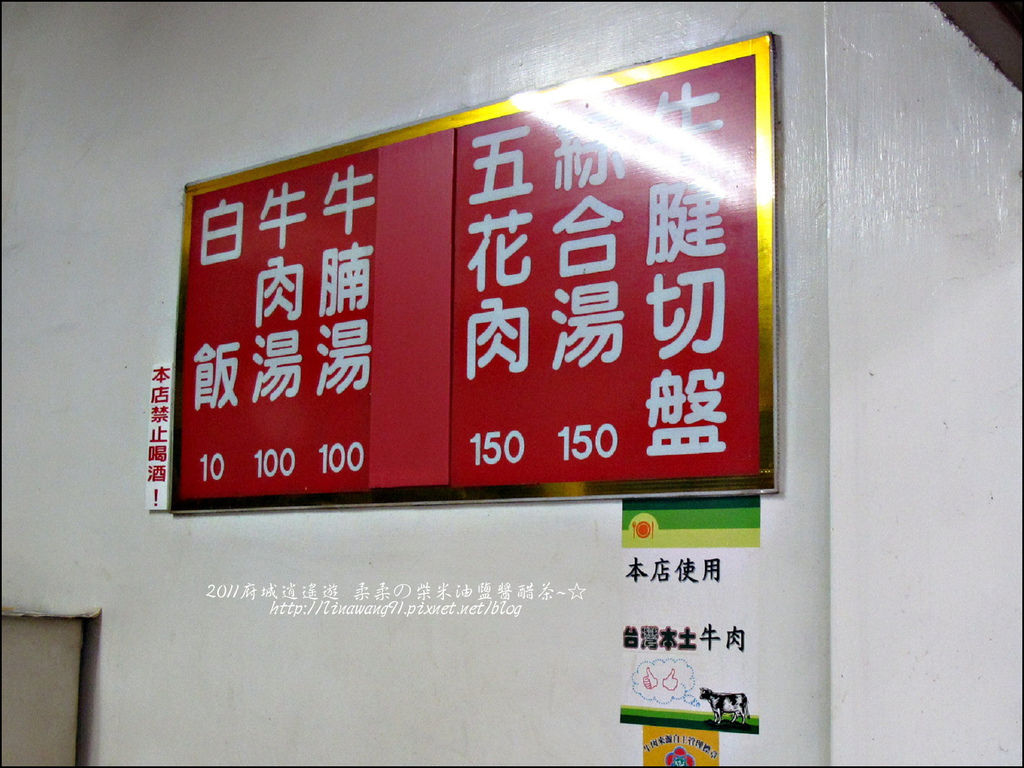 牛腱切盤
綜合湯 150
五花肉 150
牛腩湯 100
牛肉湯 100
白飯 10
本店禁止喝酒！
本店使用
台灣本土牛肉
2011府城逍遙遊 柔柔の柴米油鹽醬醋茶~☆
http://linawang91.pixnet.net/blog